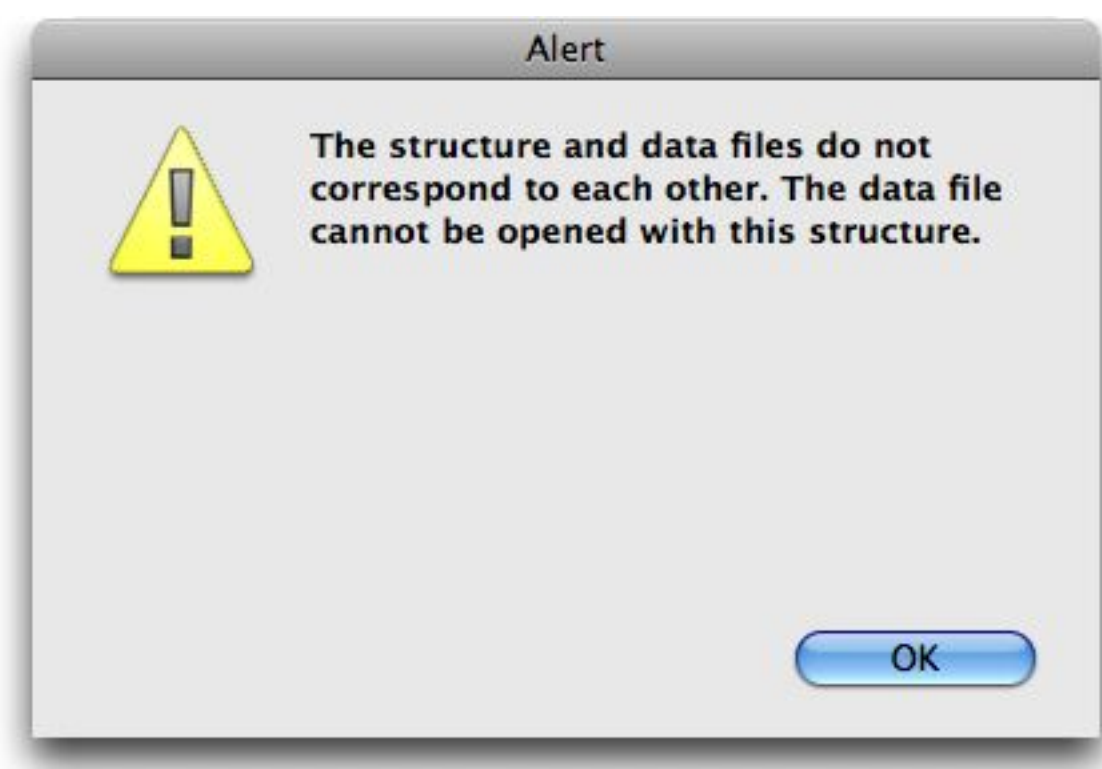 Alert
The structure and data files do not
correspond to each other. The data file
cannot be opened with this structure.
OK